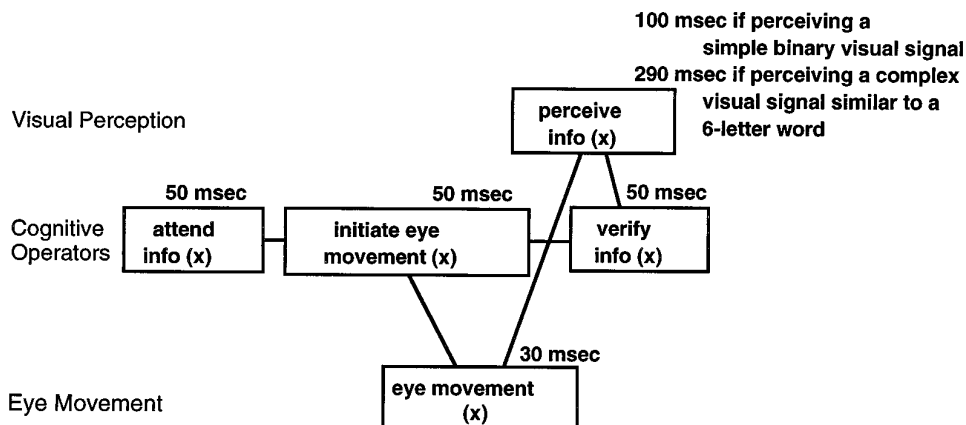 100 msec if perceiving a
simple binary visual signal
290 msec if perceiving a complex
visual signal similar to a
6-letter word
Visual Perception
perceive
info (x)
50 msec
50 msec
50 msec
Cognitive
Operators
attend
info (x)
initiate eye
movement (x)
verify
info (x)
30 msec
Eye Movement
eye movement
(x)